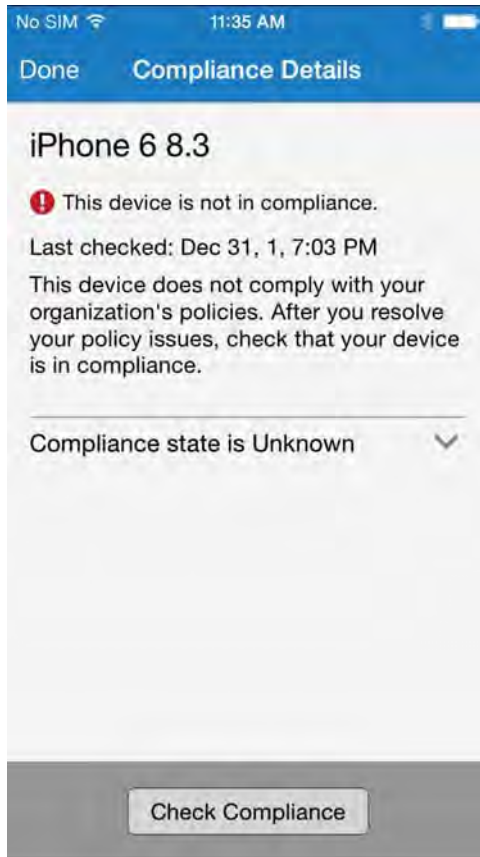 No SIM 11:35 AM
Done Compliance Details
iPhone 6 8.3
This device is not in compliance.
Last checked: Dec 31, 1, 7:03 PM
This device does not comply with your
organization's policies. After you resolve
your policy issues, check that your device
is in compliance.
Compliance state is Unknown
Check Compliance